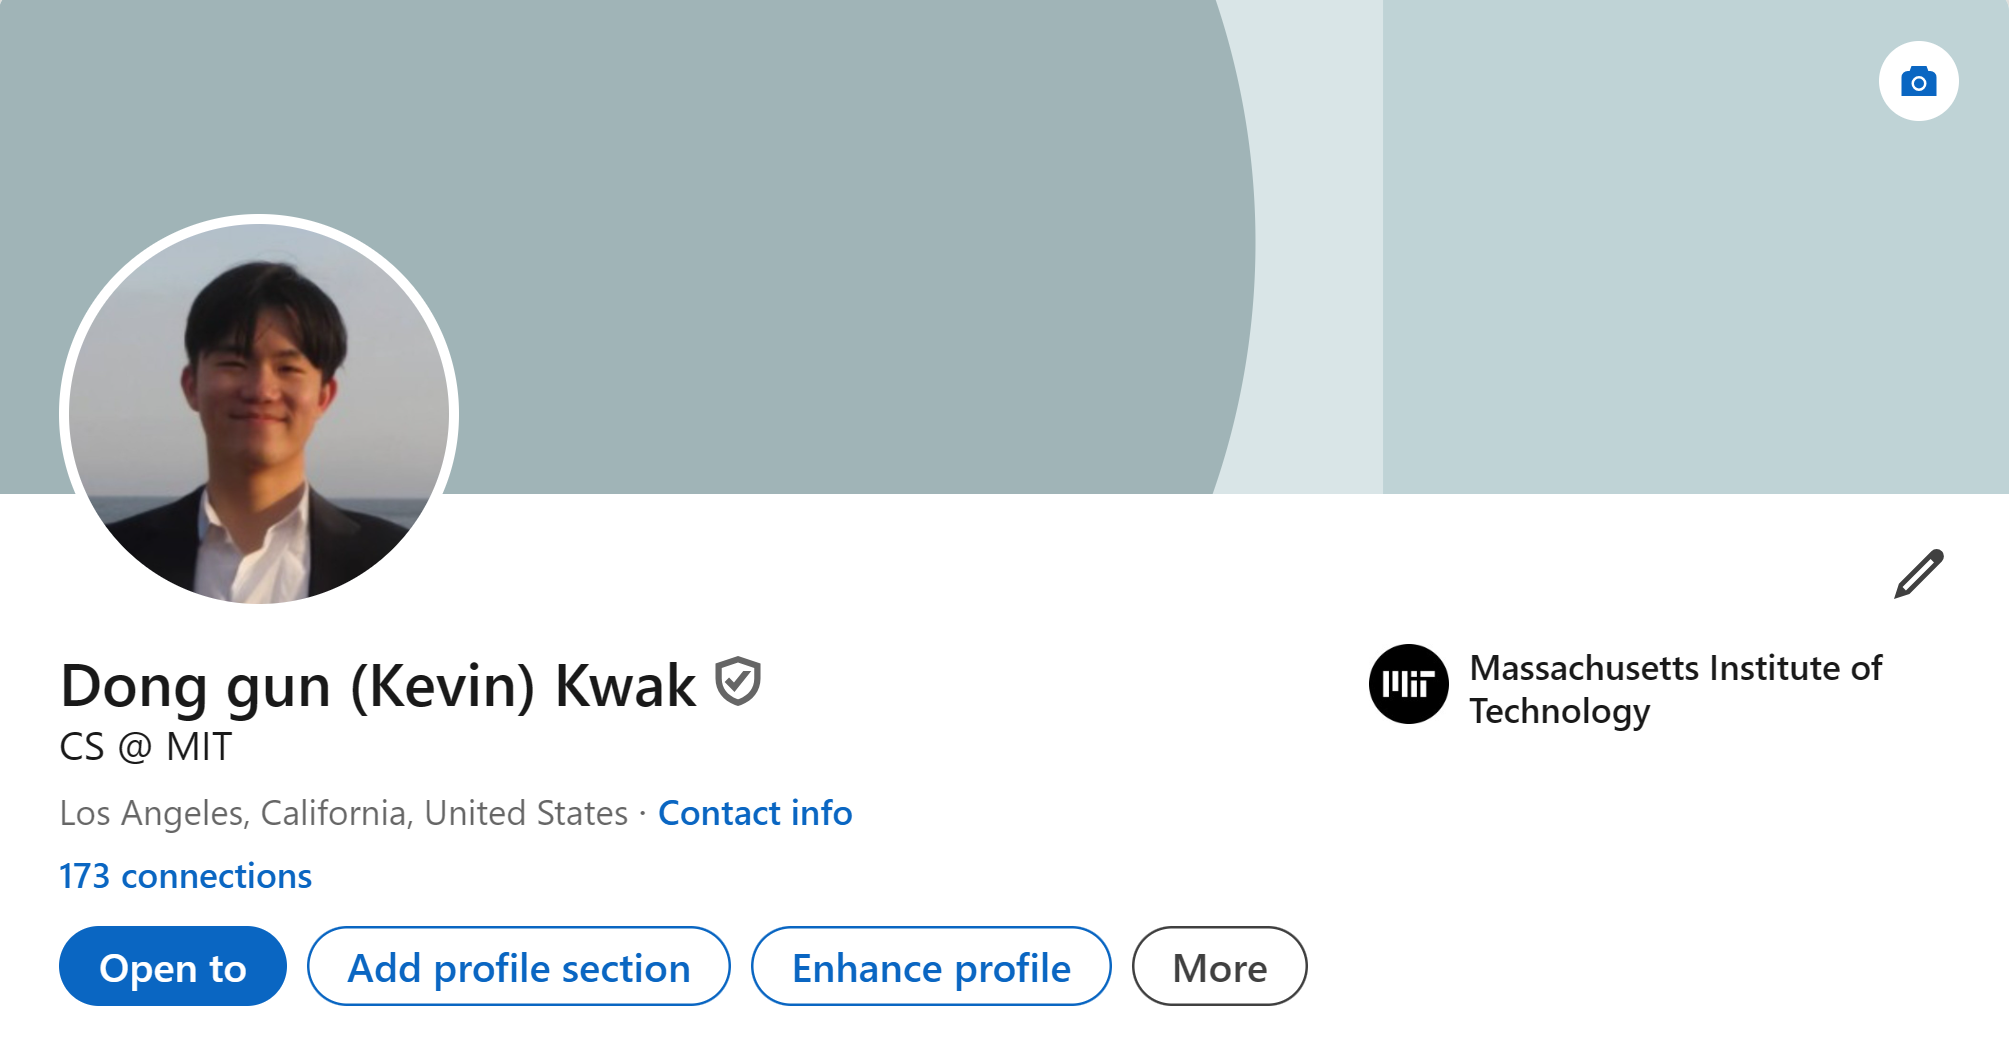 Dong gun (Kevin) Kwak
CS @ MIT
Los Angeles, California, United States · Contact info
173 connections
Open to
Add profile section
Enhance profile
More
MIT
Massachusetts Institute of
Technology